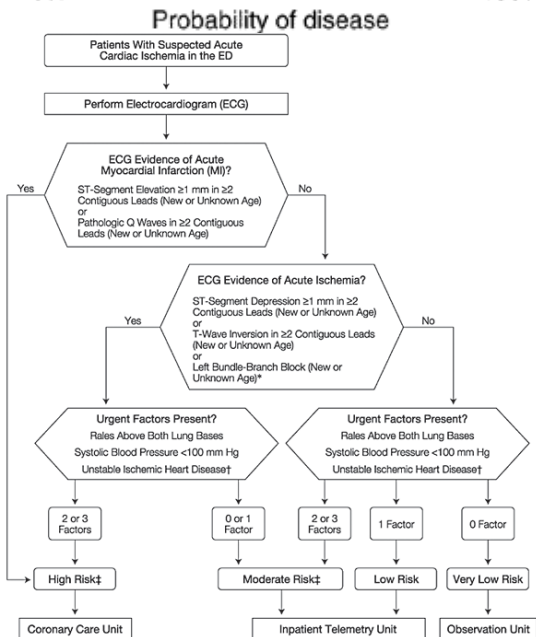 Probability of disease
Patients With Suspected Acute
Cardiac Ischemia in the ED
Perform Electrocardiogram (ECG)
ECG Evidence of Acute
Myocardial Infarction (MI)?
Yes
No
ST-Segment Elevation ≥1 mm in ≥2
Contiguous Leads (New or Unknown Age)
or
Pathologic Q Waves in ≥2 Contiguous
Leads (New or Unknown Age)
ECG Evidence of Acute Ischemia?
ST-Segment Depression ≥1 mm in ≥2
Contiguous Leads (New or Unknown Age)
or
T-Wave Inversion in ≥2 Contiguous Leads
(New or Unknown Age)
or
Left Bundle-Branch Block (New or
Unknown Age)*
Yes
No
Urgent Factors Present?
Rales Above Both Lung Bases
Systolic Blood Pressure <100 mm Hg
Unstable Ischemic Heart Disease†
Urgent Factors Present?
Rales Above Both Lung Bases
Systolic Blood Pressure <100 mm Hg
Unstable Ischemic Heart Disease†
2 or 3
Factors
0 or 1
Factor
2 or 3
Factors
1 Factor
0 Factor
High Risk‡
Moderate Risk‡
Low Risk
Very Low Risk
Coronary Care Unit
Inpatient Telemetry Unit
Observation Unit